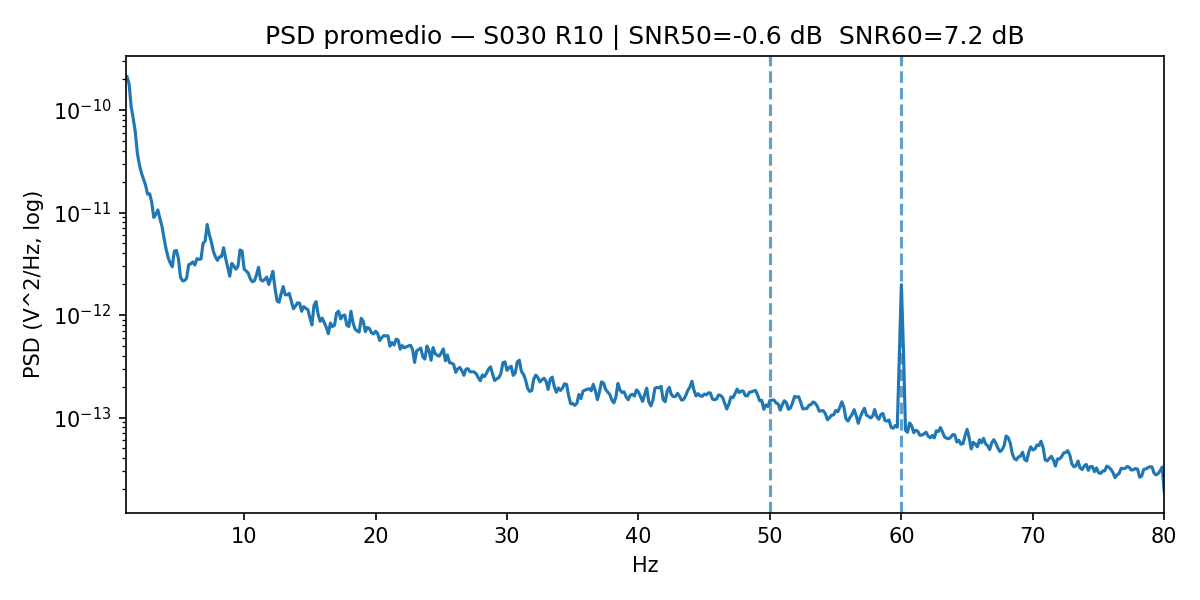 PSD promedio — S030 R10 | SNR50=-0.6 dB  SNR60=7.2 dB
PSD (V^2/Hz, log)
10⁻¹⁰
10⁻¹¹
10⁻¹²
10⁻¹³
10 20 30 40 50 60 70 80
Hz